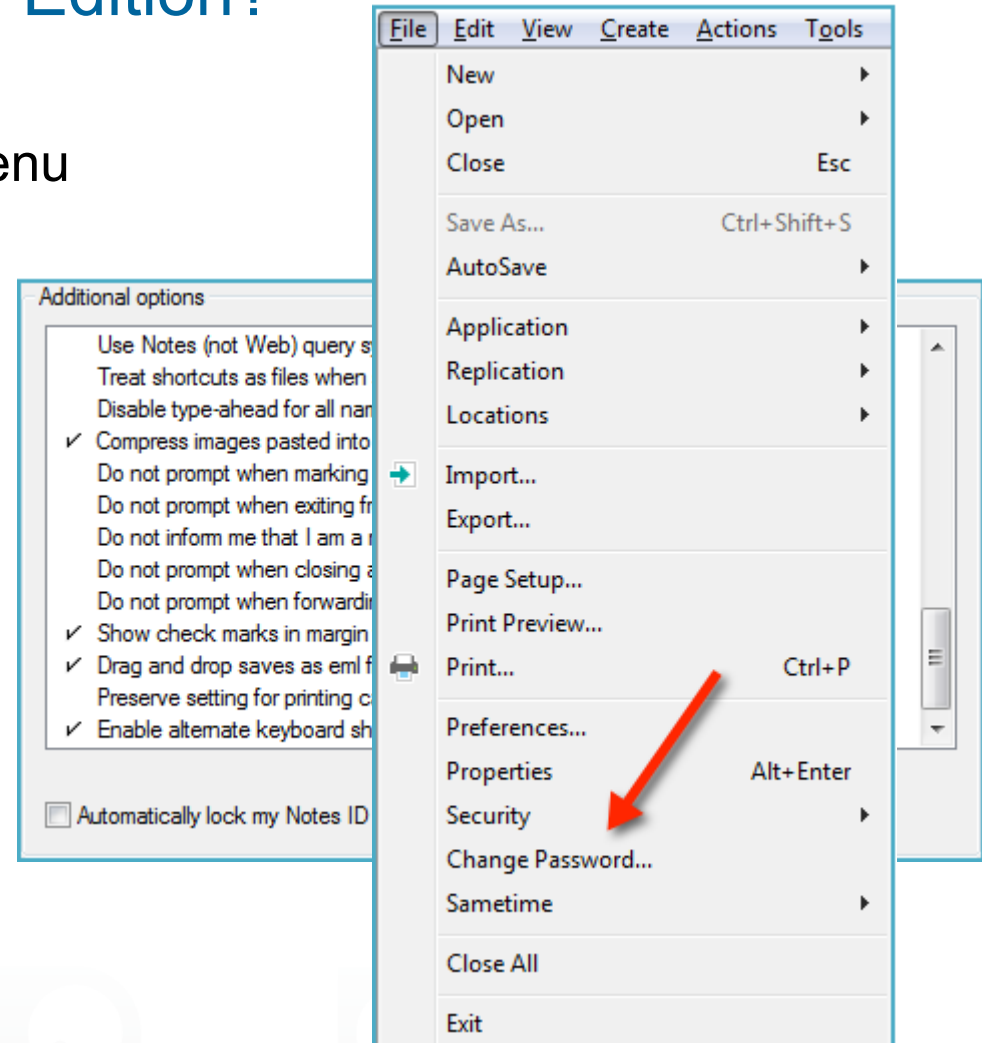 Edition?
enu
File Edit View Create Actions Tools
New
Open
Close Esc
Save As... Ctrl+Shift+S
AutoSave
Application
Replication
Locations
Import...
Export...
Page Setup...
Print Preview...
Print... Ctrl+P
Preferences...
Properties Alt+Enter
Security
Change Password...
Sametime
Close All
Exit
Additional options
Use Notes (not Web) query s
Treat shortcuts as files when
Disable type-ahead for all nam
Compress images pasted into
Do not prompt when marking
Do not prompt when exiting fr
Do not inform me that I am a
Do not prompt when closing a
Do not prompt when forwardin
Show check marks in margin
Drag and drop saves as eml f
Preserve setting for printing ca
Enable alternate keyboard sh
Automatically lock my Notes ID